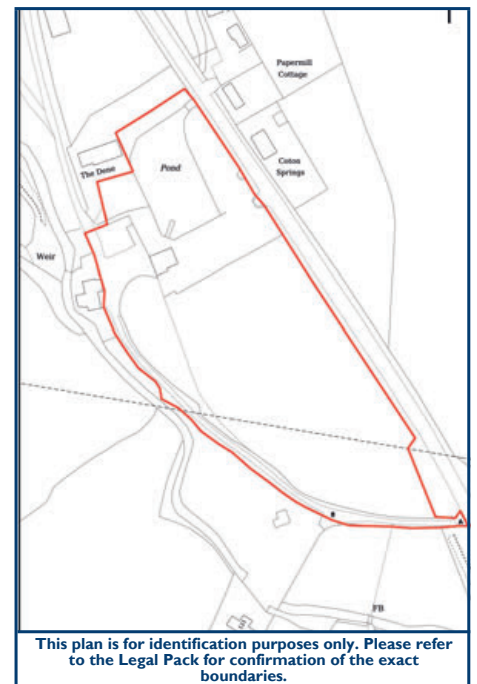 Papermill
Cottage
The Dene
Pond
Coton
Springs
Weir
B
A
FB
This plan is for identification purposes only. Please refer
to the Legal Pack for confirmation of the exact
boundaries.